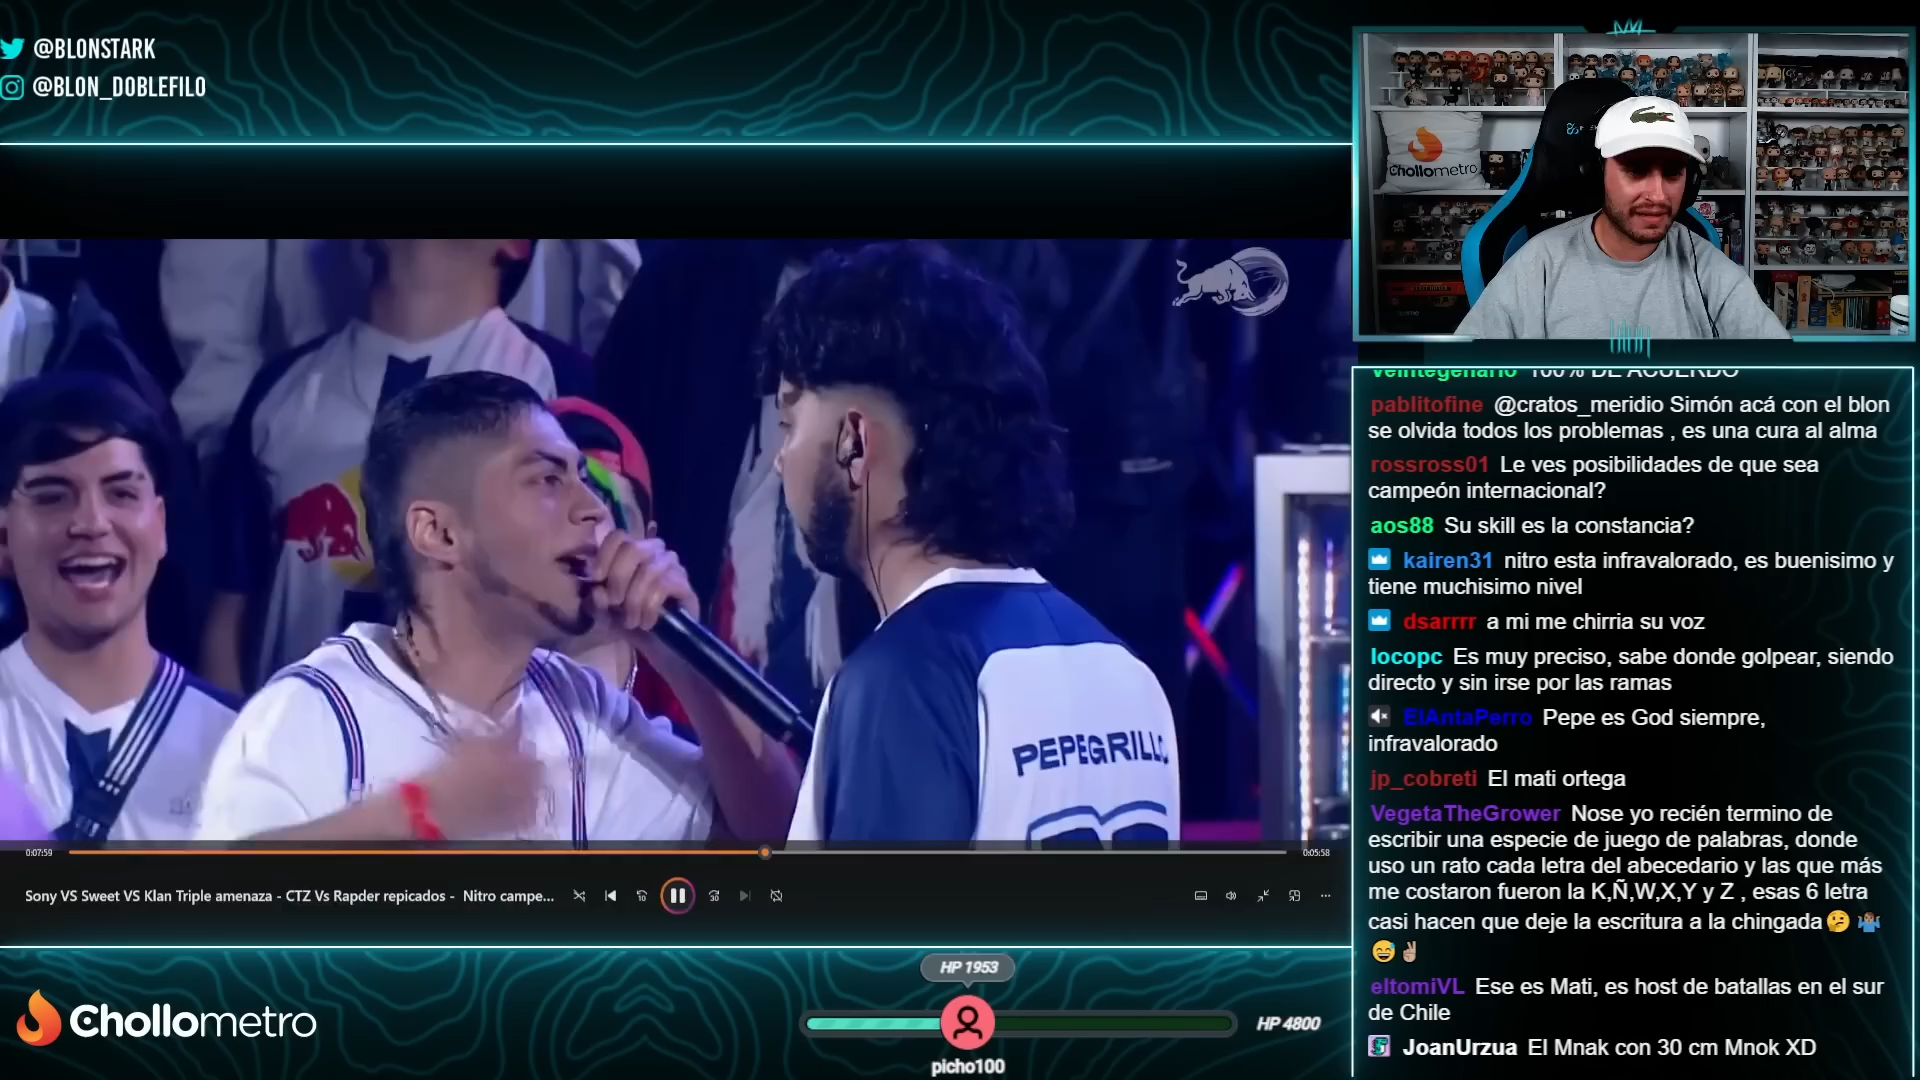 @BLONSTARK
@BLON_DOBLEFILO
chollometro
PEPEGRILLO
0:07:59
0:05:58
Sony VS Sweet VS Klan Triple amenaza - CTZ Vs Rapder repicados - Nitro campe...
10
30
Chollometro
HP 1953
HP 4800
picho100
veintegenario 100% DE ACUERDO
pablitofine @cratos_meridio Simón acá con el blon
se olvida todos los problemas , es una cura al alma
rossross01 Le ves posibilidades de que sea
campeón internacional?
aos88 Su skill es la constancia?
kairen31 nitro esta infravalorado, es buenisimo y
tiene muchisimo nivel
dsarrrr a mi me chirria su voz
locopc Es muy preciso, sabe donde golpear, siendo
directo y sin irse por las ramas
ElAntaPerro Pepe es God siempre,
infravalorado
jp_cobreti El mati ortega
VegetaTheGrower Nose yo recién termino de
escribir una especie de juego de palabras, donde
uso un rato cada letra del abecedario y las que más
me costaron fueron la K,Ñ,W,X,Y y Z , esas 6 letra
casi hacen que deje la escritura a la chingada🤔🤷🏽‍♂️
😅✌🏽
eltomiVL Ese es Mati, es host de batallas en el sur
de Chile
JoanUrzua El Mnak con 30 cm Mnok XD